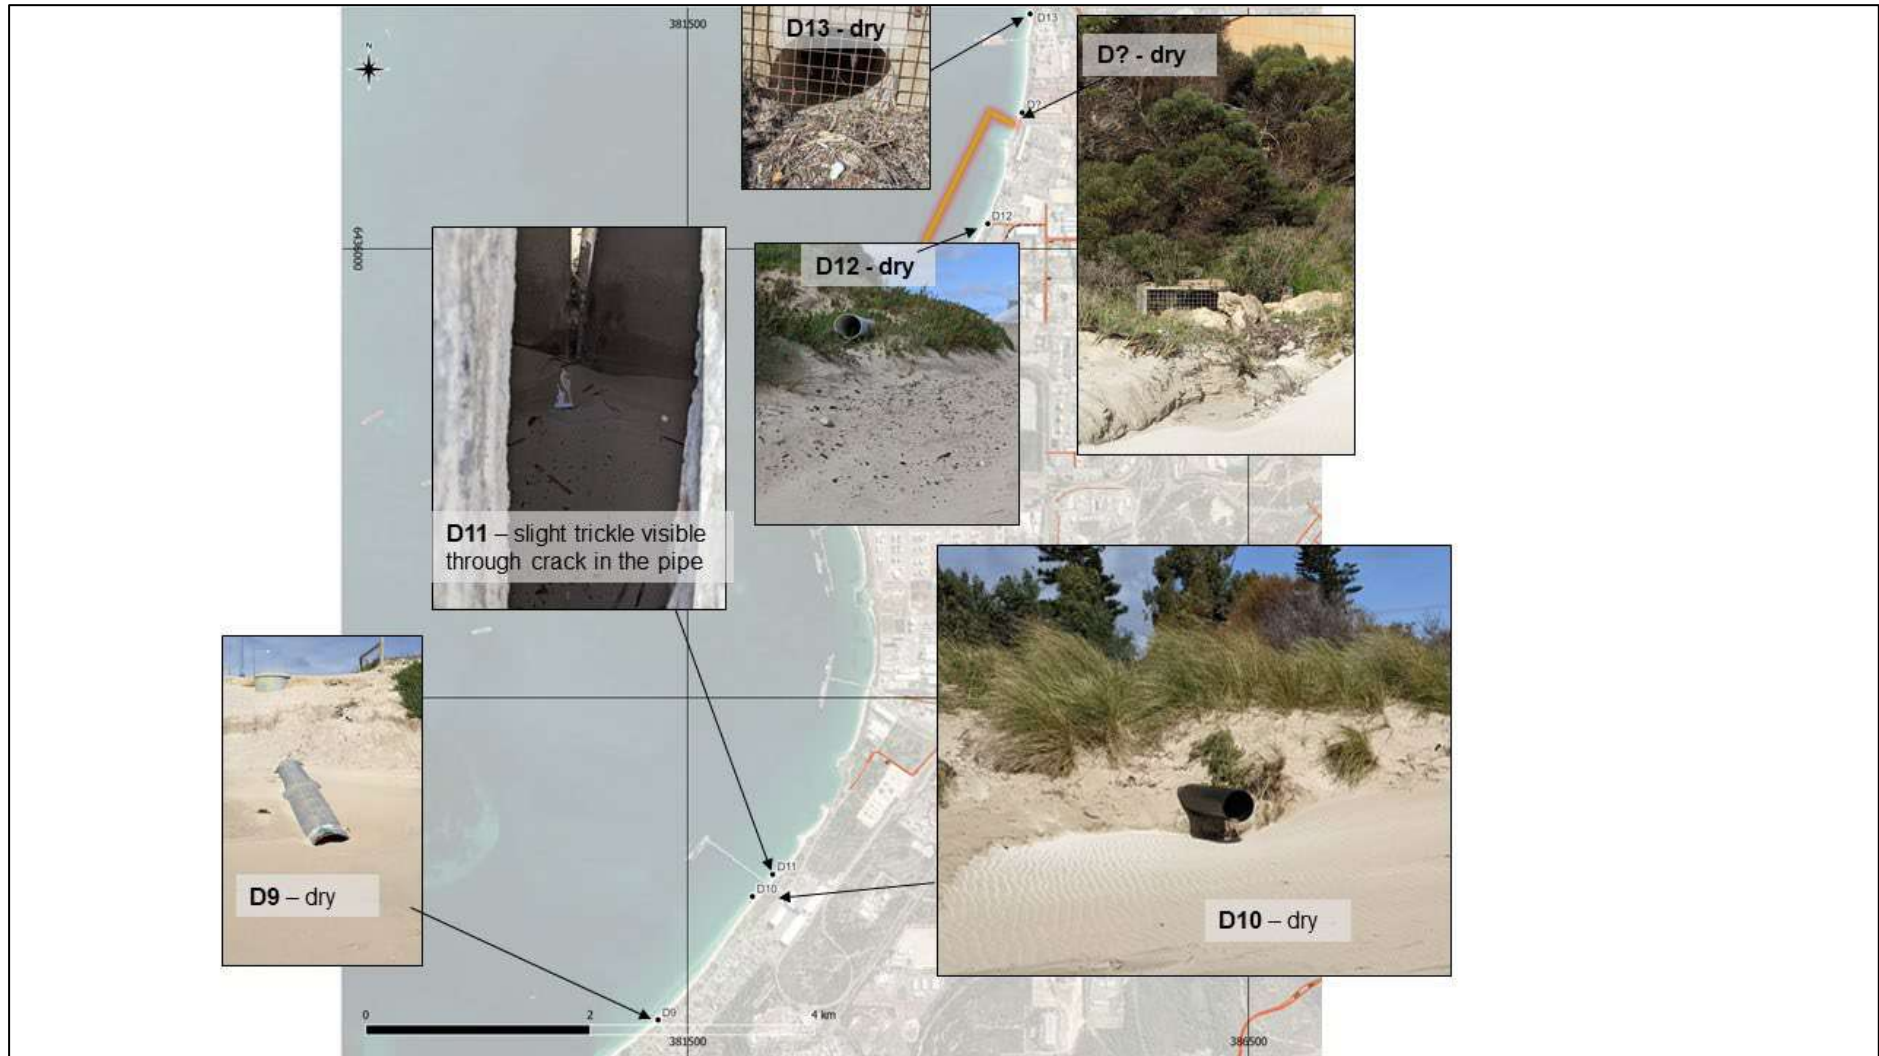 381500
D13 - dry
D13
D? - dry
N
D?
D12
6436000
D12 - dry
D11 – slight trickle visible
through crack in the pipe
D11
D10
D9 – dry
D10 – dry
D9
0 2 4 km
381500
386500